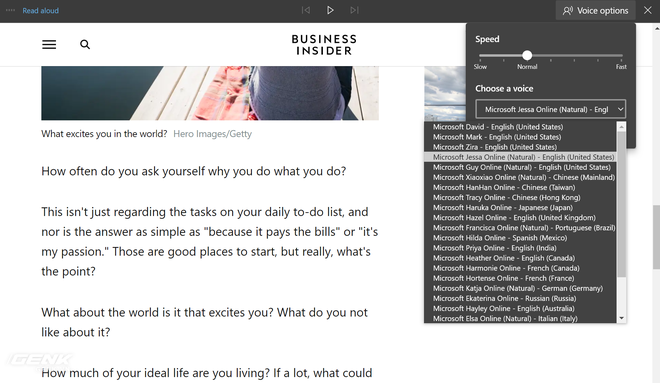 Read aloud
Voice options
BUSINESS
INSIDER
Speed
Slow Normal Fast
Choose a voice
Microsoft Jessa Online (Natural) - Engl
Microsoft David - English (United States)
Microsoft Mark - English (United States)
Microsoft Zira - English (United States)
Microsoft Jessa Online (Natural) - English (United States)
Microsoft Guy Online (Natural) - English (United States)
Microsoft Xiaoxiao Online (Natural) - Chinese (Mainland)
Microsoft HanHan Online - Chinese (Taiwan)
Microsoft Tracy Online - Chinese (Hong Kong)
Microsoft Haruka Online - Japanese (Japan)
Microsoft Hazel Online - English (United Kingdom)
Microsoft Francisca Online (Natural) - Portuguese (Brazil)
Microsoft Hilda Online - Spanish (Mexico)
Microsoft Priya Online - English (India)
Microsoft Heather Online - English (Canada)
Microsoft Harmonie Online - French (Canada)
Microsoft Hortense Online - French (France)
Microsoft Katja Online (Natural) - German (Germany)
Microsoft Ekaterina Online - Russian (Russia)
Microsoft Hayley Online - English (Australia)
Microsoft Elsa Online (Natural) - Italian (Italy)
What excites you in the world? Hero Images/Getty
How often do you ask yourself why you do what you do?
This isn't just regarding the tasks on your daily to-do list, and
nor is the answer as simple as "because it pays the bills" or "it's
my passion." Those are good places to start, but really, what's
the point?
What about the world is it that excites you? What do you not
like about it?
GENK
How much of your ideal life are you living? If a lot, what could